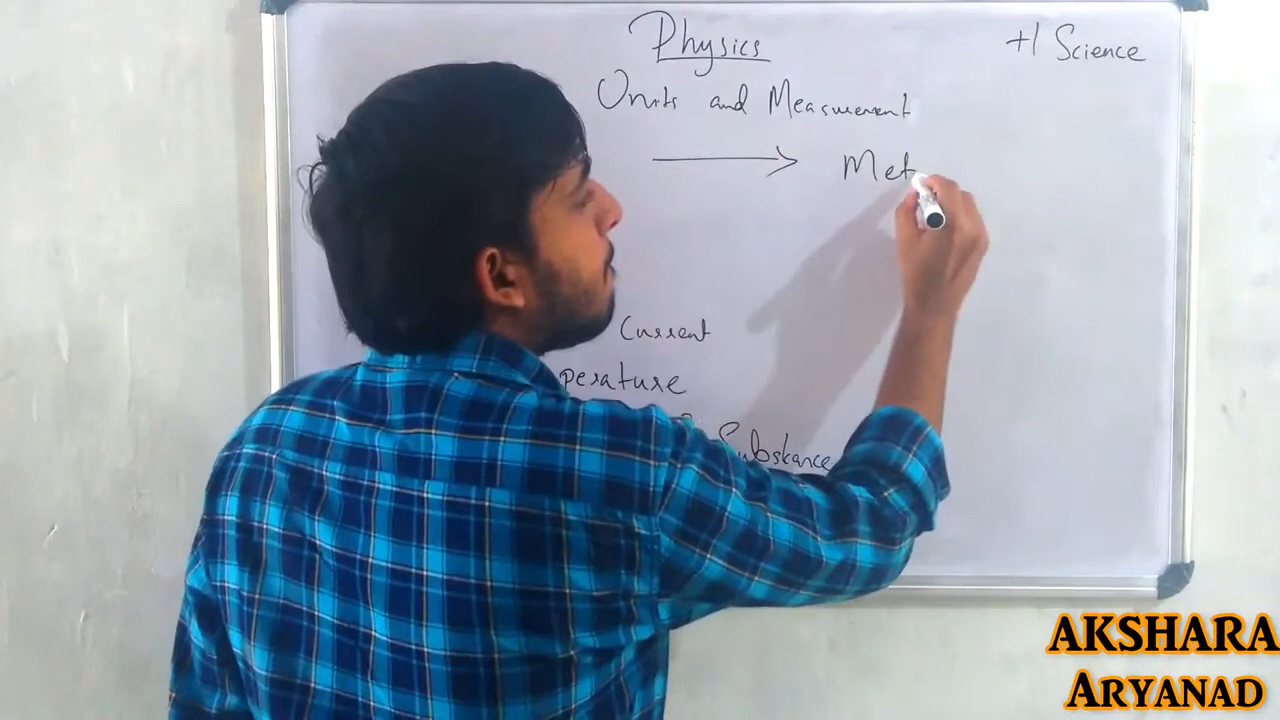 Physics
+1 Science
Units and Measurement
Met
Current
perature
Substance
AKSHARA
ARYANAD